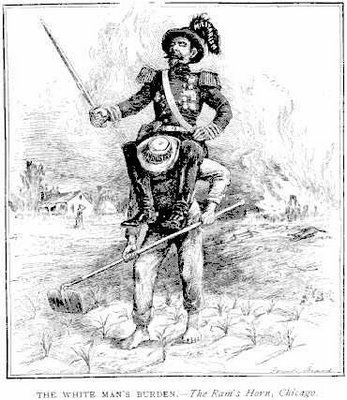 THE WHITE MAN'S BURDEN.—The Ram's Horn, Chicago.